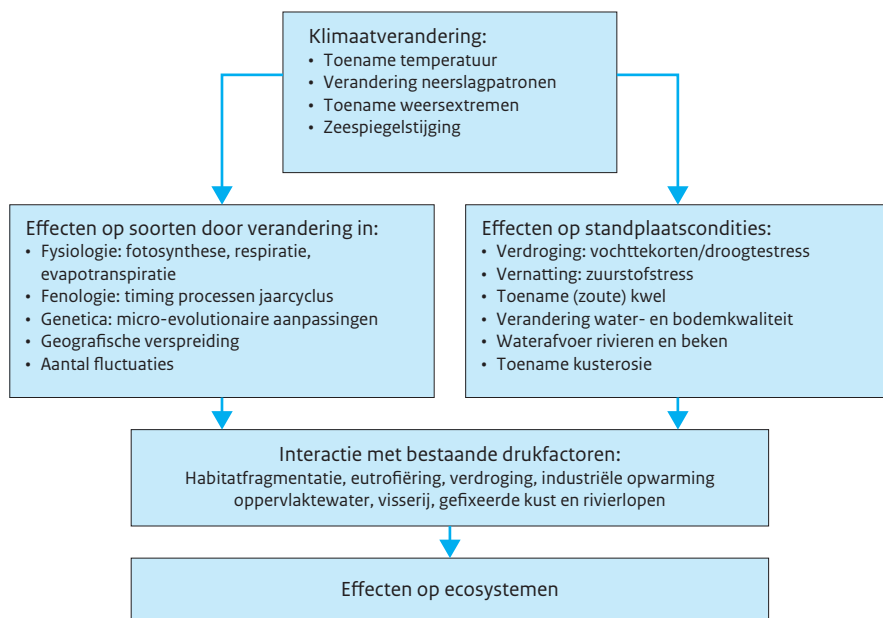 Klimaatverandering:
• Toename temperatuur
• Verandering neerslagpatronen
• Toename weersextremen
• Zeespiegelstijging
Effecten op soorten door verandering in:
• Fysiologie: fotosynthese, respiratie,
evapotranspiratie
• Fenologie: timing processen jaarcyclus
• Genetica: micro-evolutionaire aanpassingen
• Geografische verspreiding
• Aantal fluctuaties
Effecten op standplaatscondities:
• Verdroging: vochttekorten/droogtestress
• Vernatting: zuurstofstress
• Toename (zoute) kwel
• Verandering water- en bodemkwaliteit
• Waterafvoer rivieren en beken
• Toename kusterosie
Interactie met bestaande drukfactoren:
Habitatfragmentatie, eutrofiëring, verdroging, industriële opwarming
oppervlaktewater, visserij, gefixeerde kust en rivierlopen
Effecten op ecosystemen